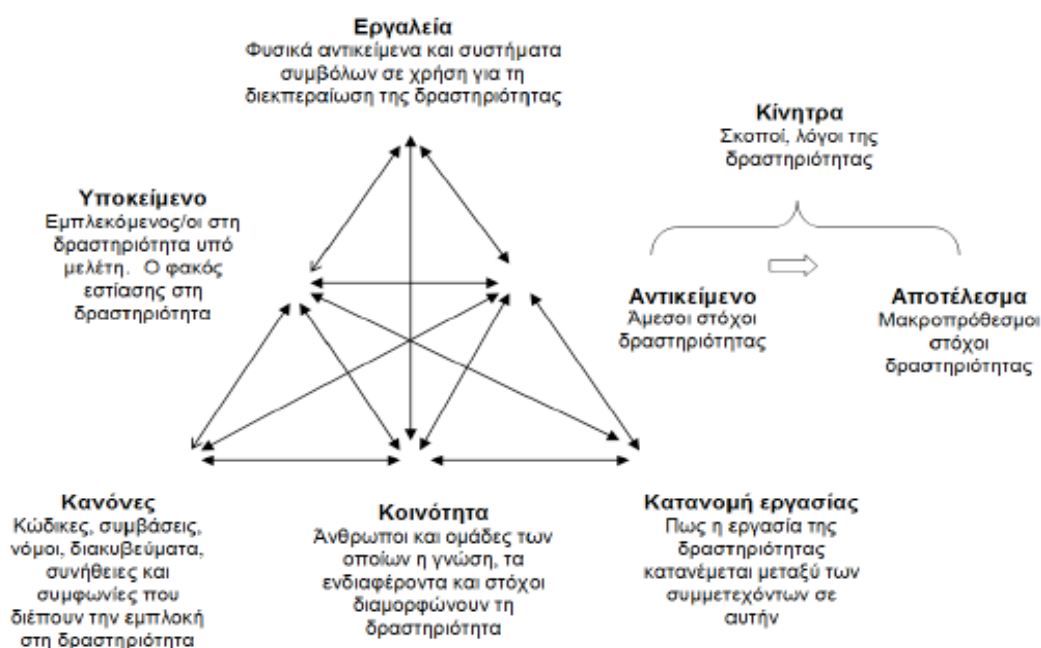 Εργαλεία
Φυσικά αντικείμενα και συστήματα
συμβόλων σε χρήση για τη
διεκπεραίωση της δραστηριότητας
Κίνητρα
Σκοποί, λόγοι της
δραστηριότητας
Υποκείμενο
Εμπλεκόμενος/οι στη
δραστηριότητα υπό
μελέτη. Ο φακός
εστίασης στη
δραστηριότητα
Αντικείμενο
Άμεσοι στόχοι
δραστηριότητας
Αποτέλεσμα
Μακροπρόθεσμοι
στόχοι
δραστηριότητας
Κανόνες
Κώδικες, συμβάσεις,
νόμοι, διακυβεύματα,
συνήθειες και
συμφωνίες που
διέπουν την εμπλοκή
στη δραστηριότητα
Κοινότητα
Άνθρωποι και ομάδες των
οποίων η γνώση, τα
ενδιαφέροντα και στόχοι
διαμορφώνουν τη
δραστηριότητα
Κατανομή εργασίας
Πως η εργασία της
δραστηριότητας
κατανέμεται μεταξύ των
συμμετεχόντων σε
αυτήν